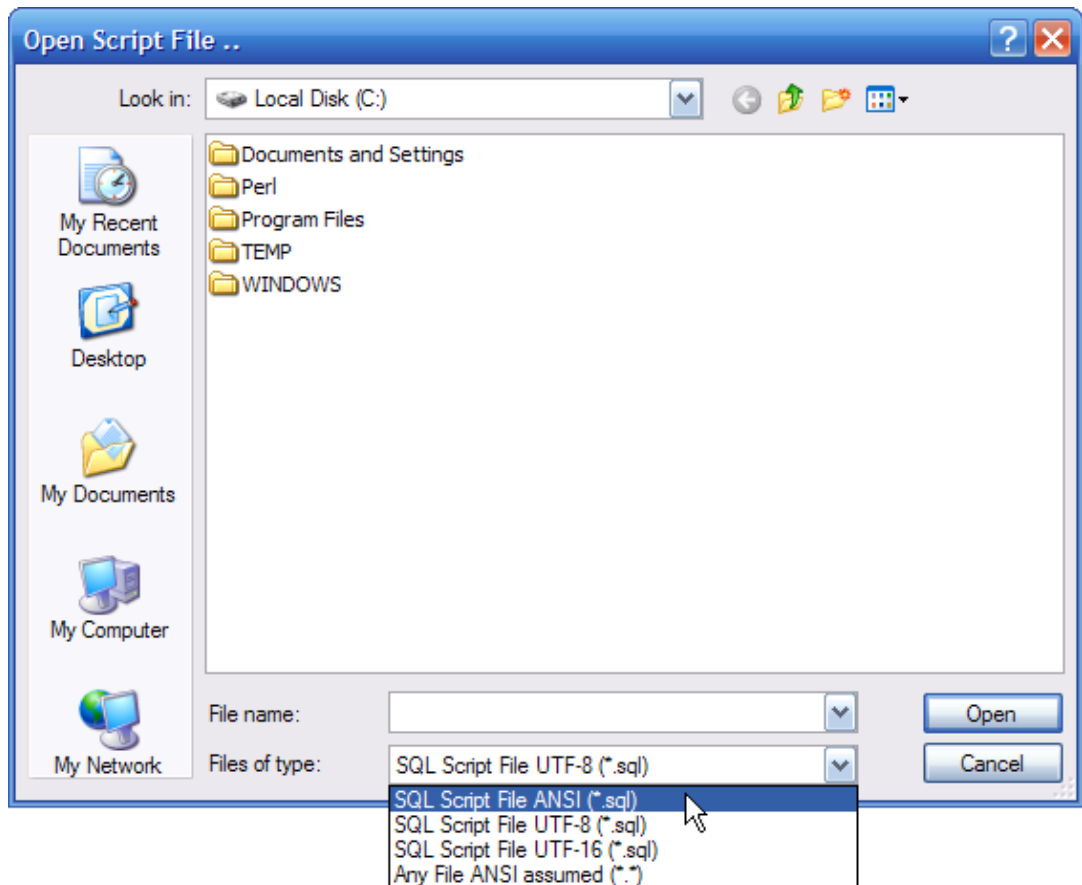 Open Script File ..
Look in:
Local Disk (C:)
Documents and Settings
Perl
Program Files
TEMP
WINDOWS
My Recent
Documents
Desktop
My Documents
My Computer
My Network
File name:
Open
Files of type:
SQL Script File UTF-8 (*.sql)
Cancel
SQL Script File ANSI (*.sql)
SQL Script File UTF-8 (*.sql)
SQL Script File UTF-16 (*.sql)
Any File ANSI assumed (*.*)